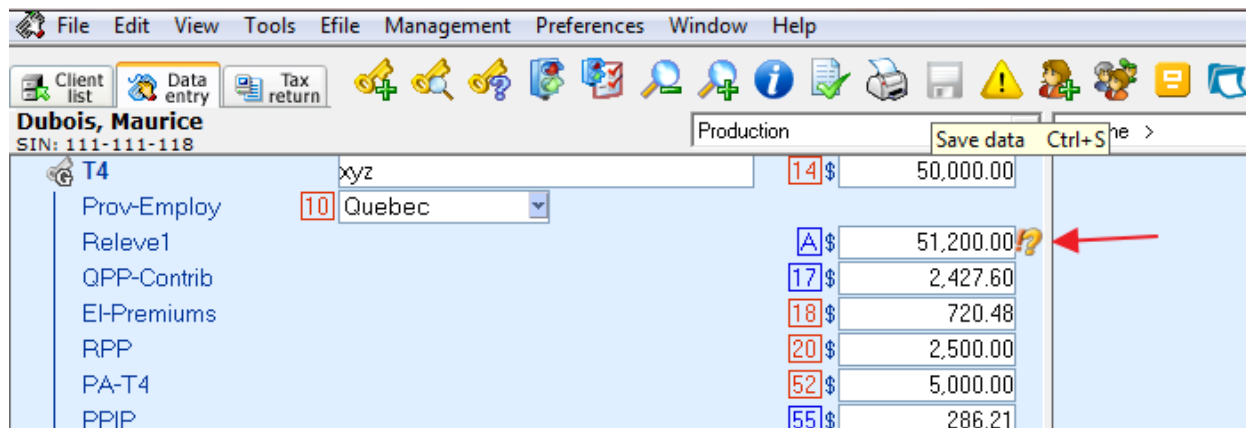 File Edit View Tools Efile Management Preferences Window Help
Client list Data entry Tax return
Dubois, Maurice
SIN: 111-111-118
Production
Save data Ctrl+S
T4 xyz 14 $ 50,000.00
Prov-Employ 10 Quebec
Releve1 A $ 51,200.00 !?
QPP-Contrib 17 $ 2,427.60
EI-Premiums 18 $ 720.48
RPP 20 $ 2,500.00
PA-T4 52 $ 5,000.00
PPIP 55 $ 286.21